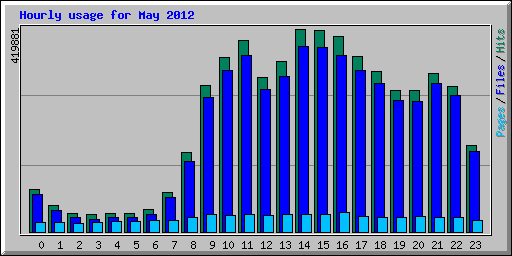 Hourly usage for May 2012
419881
Pages / Files / Hits
0 1 2 3 4 5 6 7 8 9 10 11 12 13 14 15 16 17 18 19 20 21 22 23